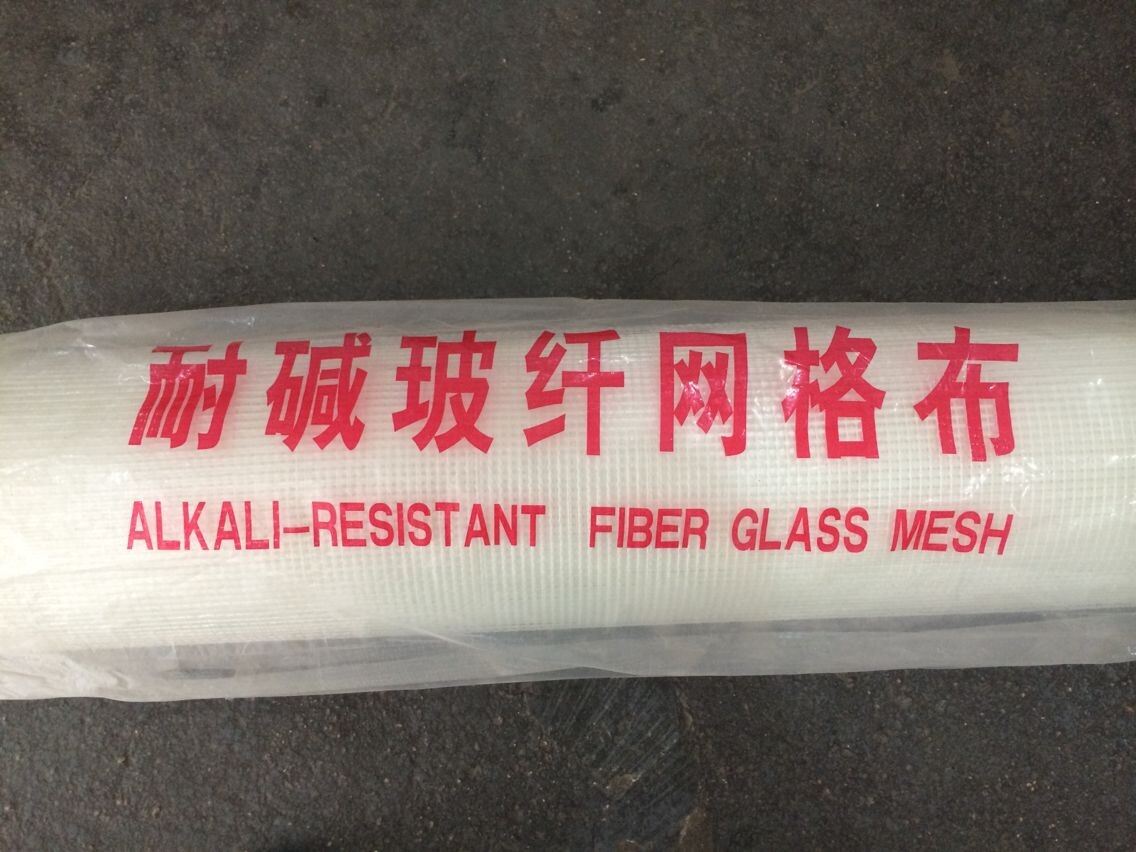 耐碱玻纤网格布
ALKALI-RESISTANT FIBER GLASS MESH